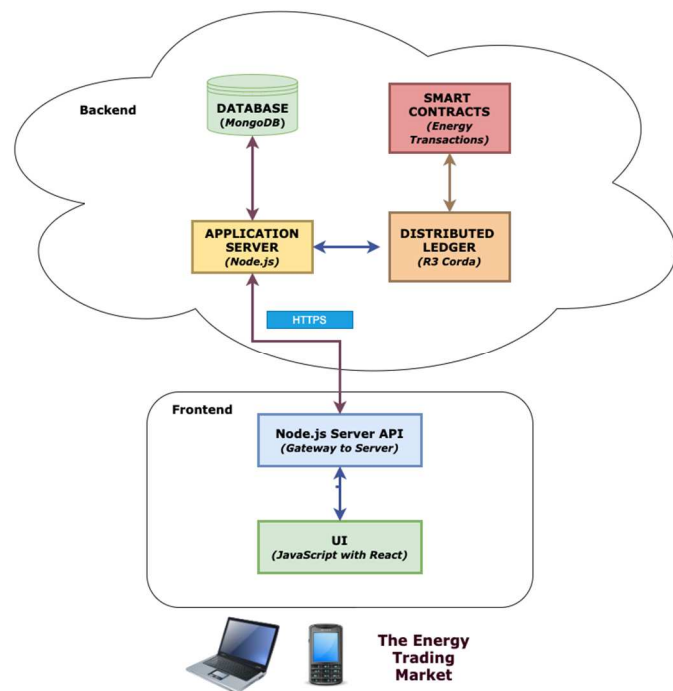 Backend
DATABASE
(MongoDB)
SMART
CONTRACTS
(Energy
Transactions)
APPLICATION
SERVER
(Node.js)
DISTRIBUTED
LEDGER
(R3 Corda)
HTTPS
Frontend
Node.js Server API
(Gateway to Server)
UI
(JavaScript with React)
The Energy
Trading
Market